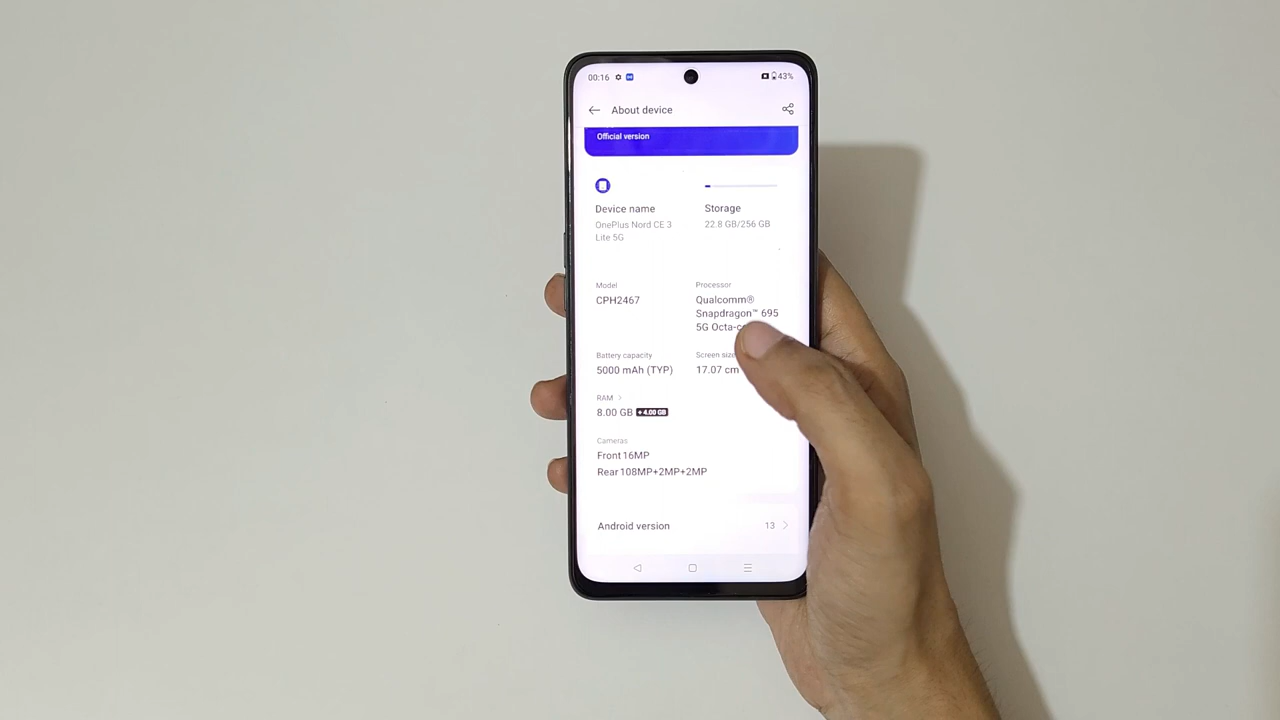 00:16
43%
About device
Official version
Device name
OnePlus Nord CE 3
Lite 5G
Storage
22.8 GB/256 GB
Model
CPH2467
Processor
Qualcomm®
Snapdragon™ 695
5G
Battery capacity
5000 mAh (TYP)
Screen size
17.07 cm
RAM >
8.00 GB +4.00 GB
Cameras
Front 16MP
Rear 108MP+2MP+2MP
Android version
13 >